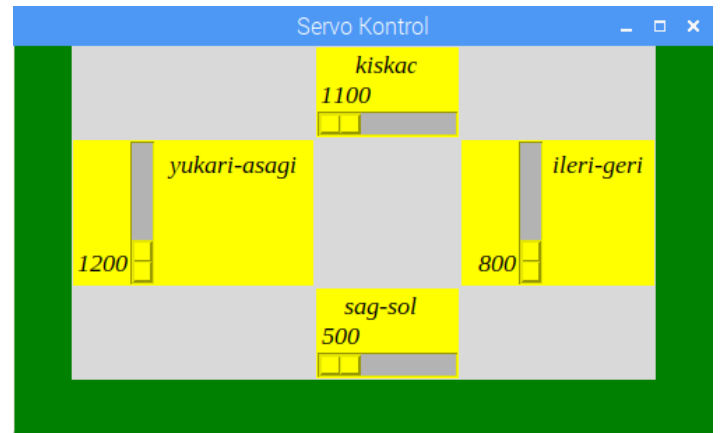 Servo Kontrol
kiskac
1100
yukari-asagi
1200
ileri-geri
800
sag-sol
500